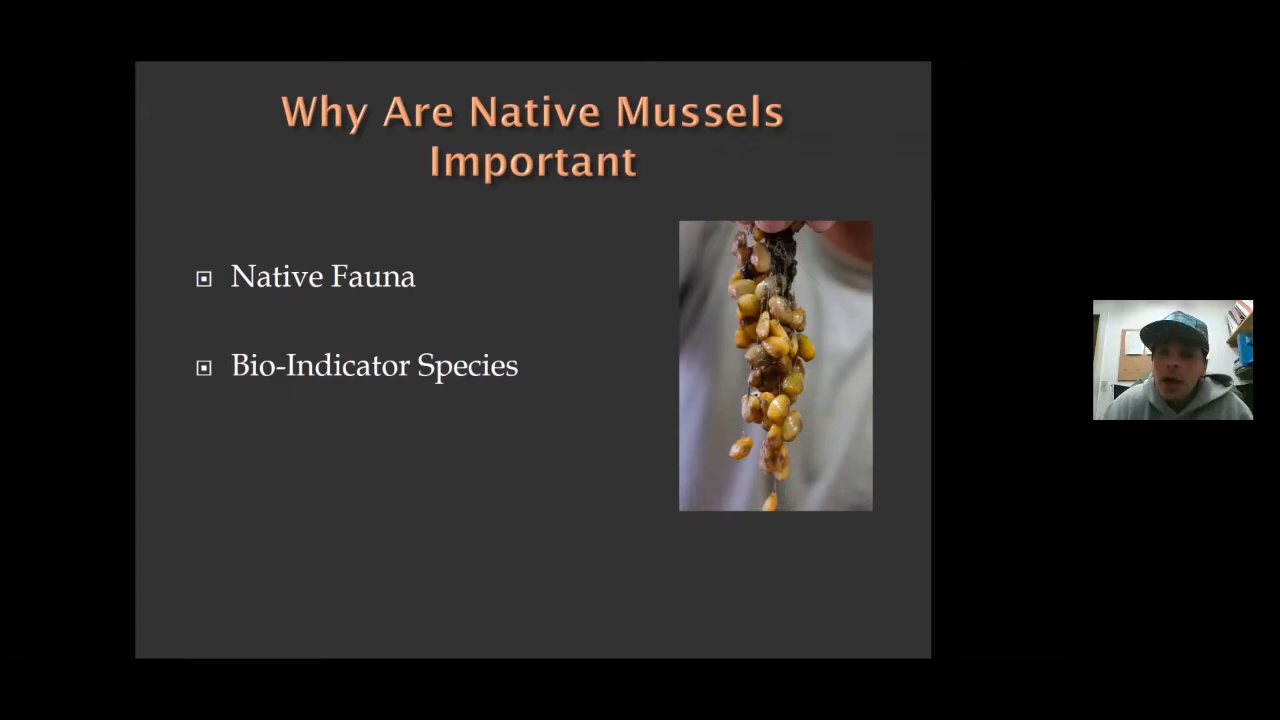 Why Are Native Mussels
Important
Native Fauna
Bio-Indicator Species